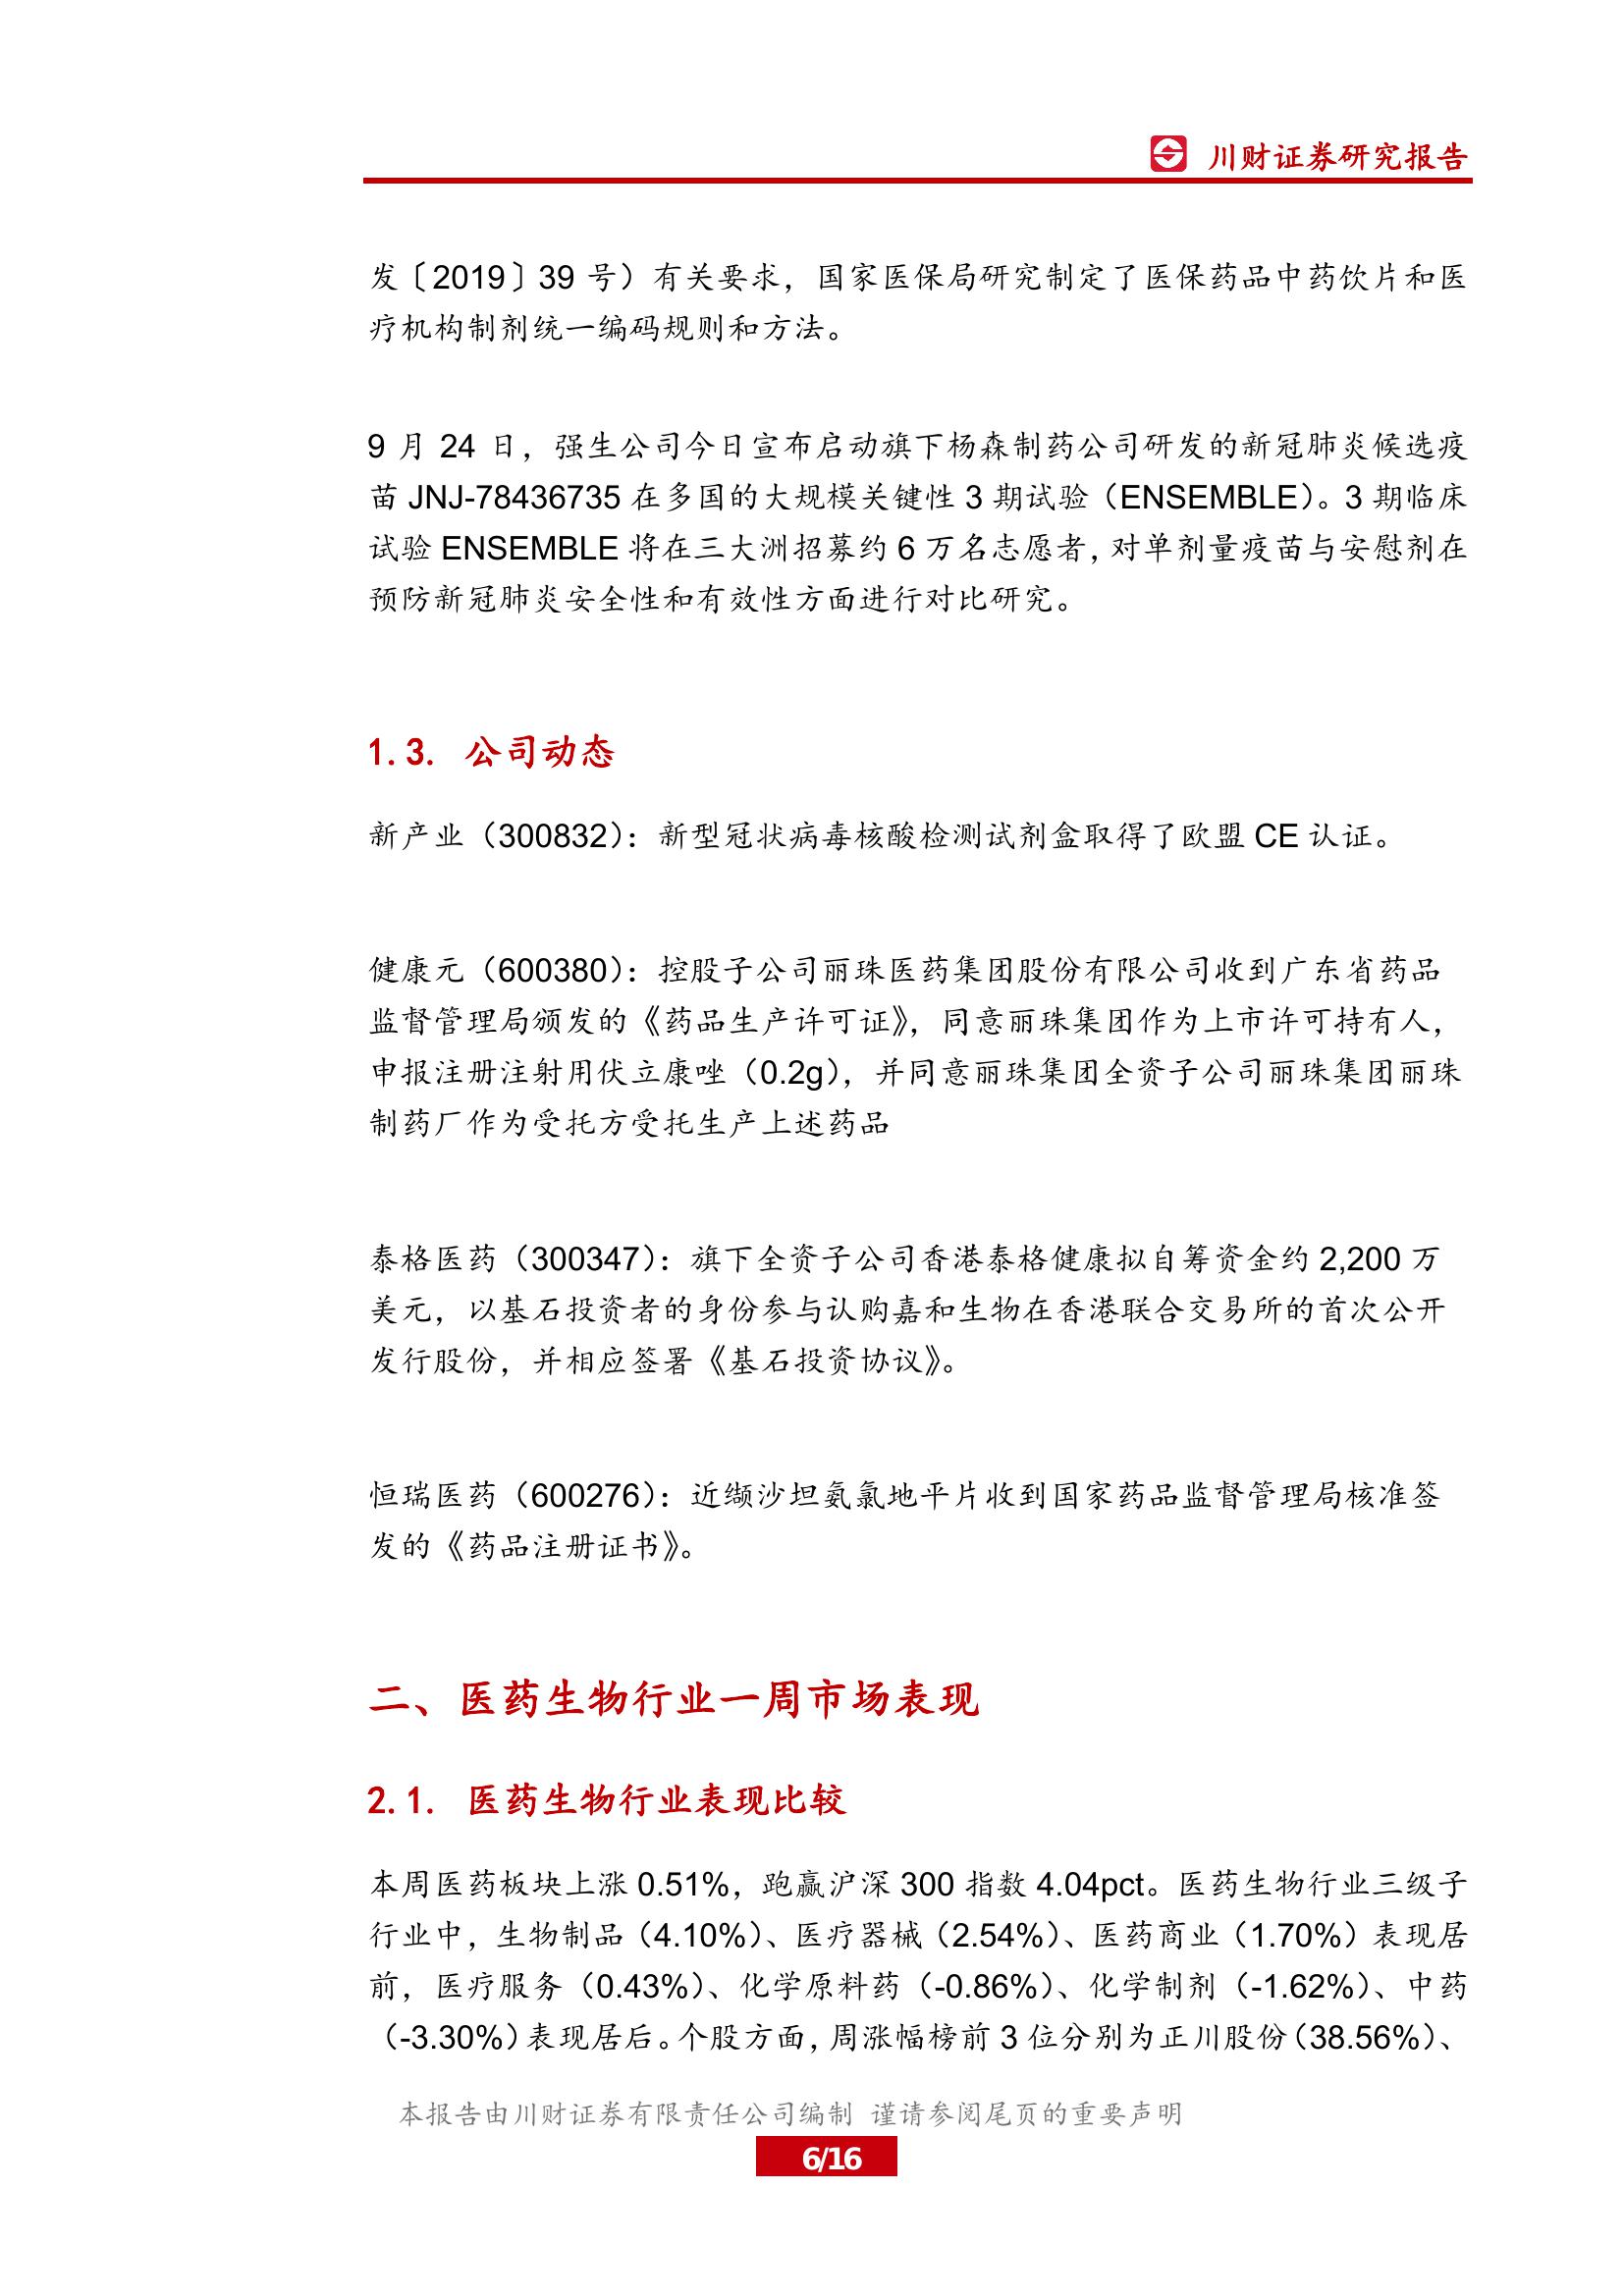 川财证券研究报告
发〔2019〕39 号）有关要求，国家医保局研究制定了医保药品中药饮片和医
疗机构制剂统一编码规则和方法。
9 月 24 日，强生公司今日宣布启动旗下杨森制药公司研发的新冠肺炎候选疫
苗 JNJ-78436735 在多国的大规模关键性 3 期试验（ENSEMBLE）。3 期临床
试验 ENSEMBLE 将在三大洲招募约 6 万名志愿者，对单剂量疫苗与安慰剂在
预防新冠肺炎安全性和有效性方面进行对比研究。
1.3. 公司动态
新产业（300832）：新型冠状病毒核酸检测试剂盒取得了欧盟 CE 认证。
健康元（600380）：控股子公司丽珠医药集团股份有限公司收到广东省药品
监督管理局颁发的《药品生产许可证》，同意丽珠集团作为上市许可持有人，
申报注册注射用伏立康唑（0.2g），并同意丽珠集团全资子公司丽珠集团丽珠
制药厂作为受托方受托生产上述药品
泰格医药（300347）：旗下全资子公司香港泰格健康拟自筹资金约 2,200 万
美元，以基石投资者的身份参与认购嘉和生物在香港联合交易所的首次公开
发行股份，并相应签署《基石投资协议》。
恒瑞医药（600276）：近缬沙坦氨氯地平片收到国家药品监督管理局核准签
发的《药品注册证书》。
二、医药生物行业一周市场表现
2.1. 医药生物行业表现比较
本周医药板块上涨 0.51%，跑赢沪深 300 指数 4.04pct。医药生物行业三级子
行业中，生物制品（4.10%）、医疗器械（2.54%）、医药商业（1.70%）表现居
前，医疗服务（0.43%）、化学原料药（-0.86%）、化学制剂（-1.62%）、中药
（-3.30%）表现居后。个股方面，周涨幅榜前 3 位分别为正川股份（38.56%）、
本报告由川财证券有限责任公司编制 谨请参阅尾页的重要声明
6/16